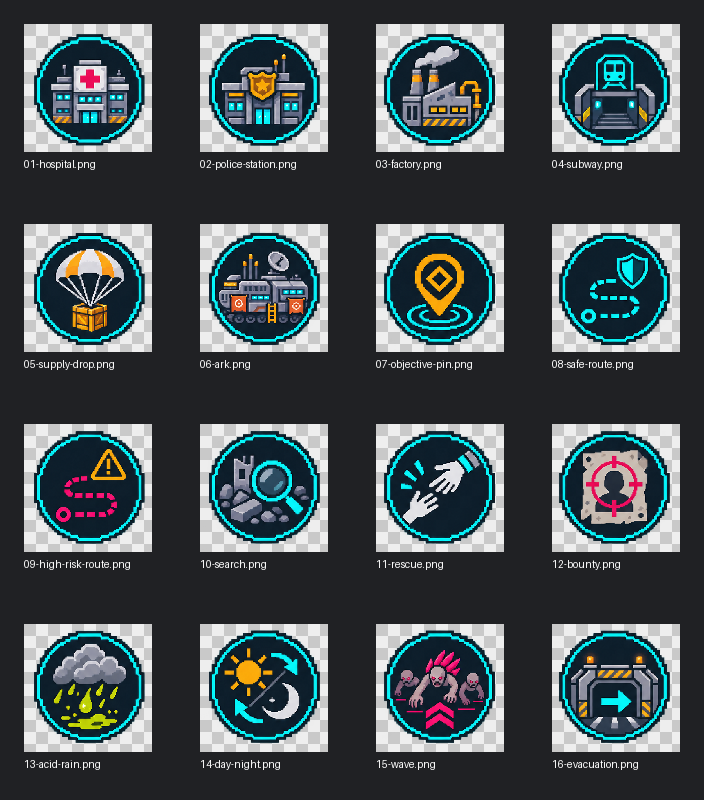 01-hospital.png
02-police-station.png
03-factory.png
04-subway.png
05-supply-drop.png
06-ark.png
07-objective-pin.png
08-safe-route.png
09-high-risk-route.png
10-search.png
11-rescue.png
12-bounty.png
13-acid-rain.png
14-day-night.png
15-wave.png
16-evacuation.png